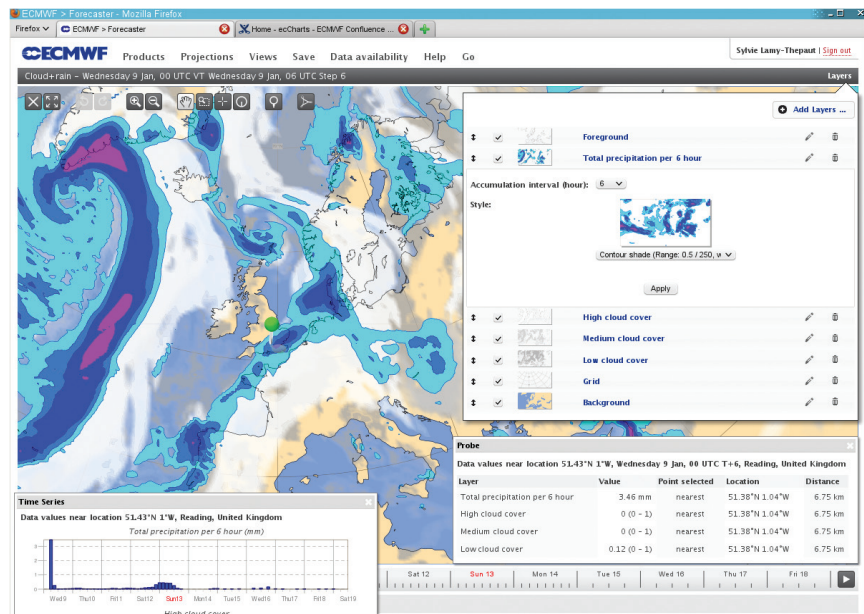 ECMWF > Forecaster - Mozilla Firefox
Firefox
ECMWF > Forecaster
Home - ecCharts - ECMWF Confluence ...
ECMWF
Products Projections Views Save Data availability Help Go
Sylvie Lamy-Thepaut | Sign out
Cloud+rain - Wednesday 9 Jan, 00 UTC VT Wednesday 9 Jan, 06 UTC Step 6
Layers
Add Layers ...
Foreground
Total precipitation per 6 hour
Accumulation interval (hour): 6
Style:
Contour shade (Range: 0.5 / 250, w
Apply
High cloud cover
Medium cloud cover
Low cloud cover
Grid
Background
Probe
Data values near location 51.43°N 1°W, Wednesday 9 Jan, 00 UTC T+6, Reading, United Kingdom
Layer Value Point selected Location Distance
Total precipitation per 6 hour 3.46 mm nearest 51.38°N 1.04°W 6.75 km
High cloud cover 0 (0 - 1) nearest 51.38°N 1.04°W 6.75 km
Medium cloud cover 0 (0 - 1) nearest 51.38°N 1.04°W 6.75 km
Low cloud cover 0.12 (0 - 1) nearest 51.38°N 1.04°W 6.75 km
Time Series
Data values near location 51.43°N 1°W, Reading, United Kingdom
Total precipitation per 6 hour (mm)
3
2
1
0
Wed9 Thu10 Fri11 Sat12 Sun13 Mon14 Tue15 Wed16 Thu17 Fri18 Sat19
High cloud cover
Sat 12 Sun 13 Mon 14 Tue 15 Wed 16 Thu 17 Fri 18